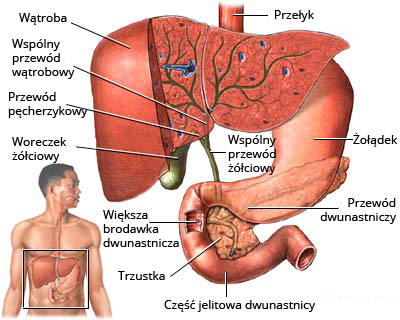 Wątroba
Przełyk
Wspólny
przewód
wątrobowy
Przewód
pęcherzykowy
Woreczek
żółciowy
Wspólny
przewód
żółciowy
Żołądek
Większa
brodawka
dwunastnicza
Przewód
dwunastniczy
Trzustka
Część jelitowa dwunastnicy